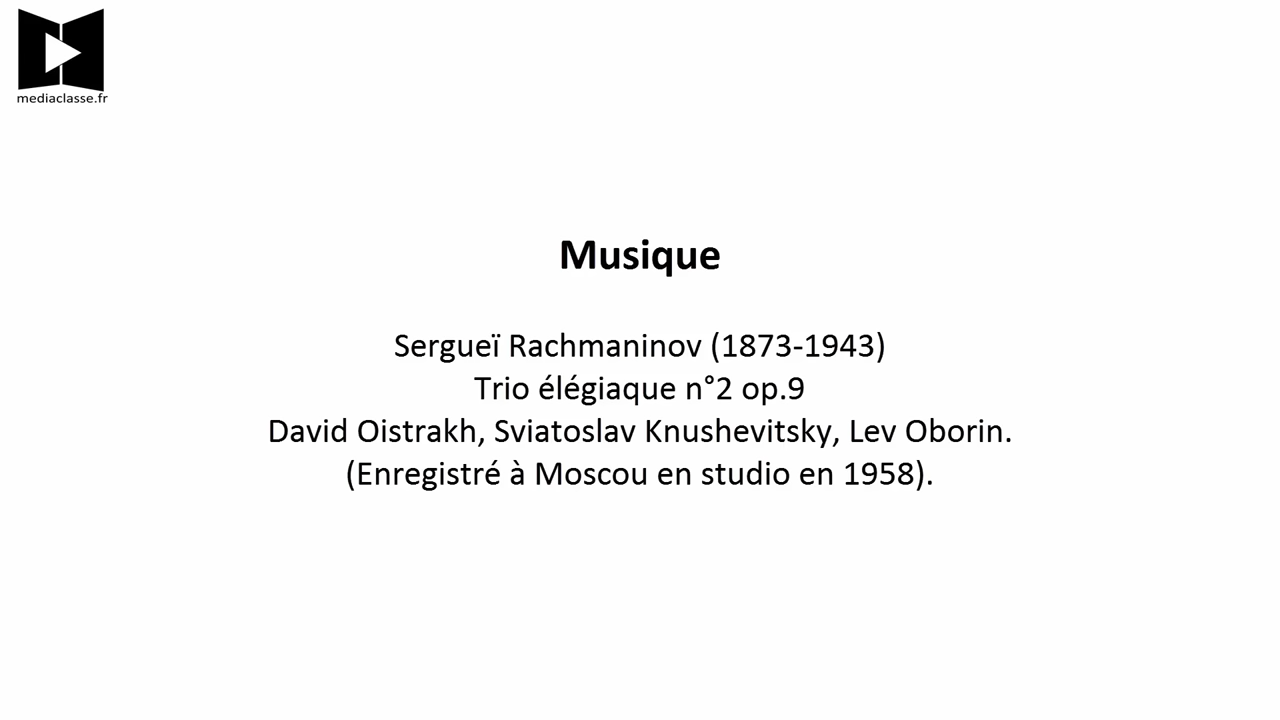 mediaclasse.fr
Musique
Sergueï Rachmaninov (1873-1943)
Trio élégiaque n°2 op.9
David Oistrakh, Sviatoslav Knushevitsky, Lev Oborin.
(Enregistré à Moscou en studio en 1958).